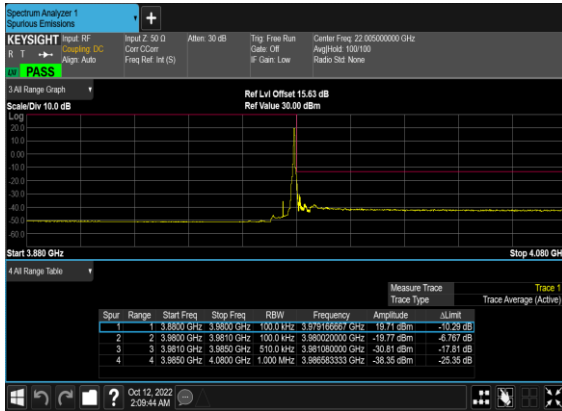 Spectrum Analyzer 1
Spurious Emissions
KEYSIGHT Input: RF Input Z: 50 Ω Atten: 30 dB Trig: Free Run Center Freq: 22.005000000 GHz
R T Coupling: DC Corr CCorr Gate: Off Avg|Hold: 100/100
Align: Auto Freq Ref: Int (S) IF Gain: Low Radio Std: None
PASS
3 All Range Graph
Ref Lvl Offset 15.63 dB
Scale/Div 10.0 dB Ref Value 30.00 dBm
Log
20.0
10.0
0.00
-10.0
-20.0
-30.0
-40.0
-50.0
-60.0
Start 3.880 GHz Stop 4.080 GH
4 All Range Table
Measure Trace Trace 1
Trace Type Trace Average (Active)
Spur Range Start Freq Stop Freq RBW Frequency Amplitude ΔLimit
1 1 3.8800 GHz 3.9800 GHz 100.0 kHz 3.979166667 GHz 19.71 dBm -10.29 dB
2 2 3.9800 GHz 3.9810 GHz 100.0 kHz 3.980020000 GHz -19.77 dBm -6.767 dB
3 3 3.9810 GHz 3.9850 GHz 510.0 kHz 3.981080000 GHz -30.81 dBm -17.81 dB
4 4 3.9850 GHz 4.0800 GHz 1.000 MHz 3.986583333 GHz -38.35 dBm -25.35 dB
? Oct 12, 2022
2:09:44 AM